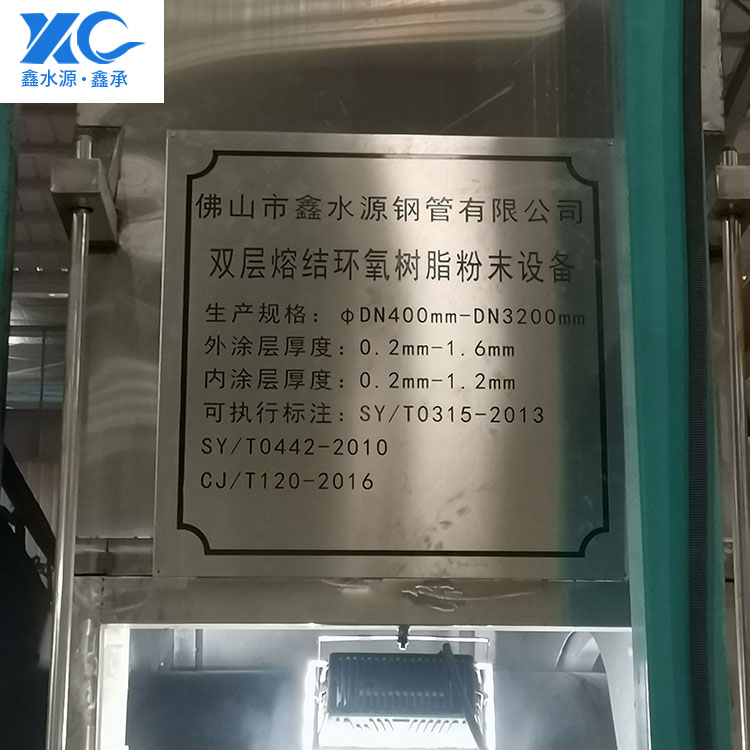 XC
鑫水源·鑫承
佛山市鑫水源钢管有限公司
双层熔结环氧树脂粉末设备
生产规格：φDN400mm-DN3200mm
外涂层厚度：0.2mm-1.6mm
内涂层厚度：0.2mm-1.2mm
可执行标注：SY/T0315-2013
SY/T0442-2010
CJ/T120-2016